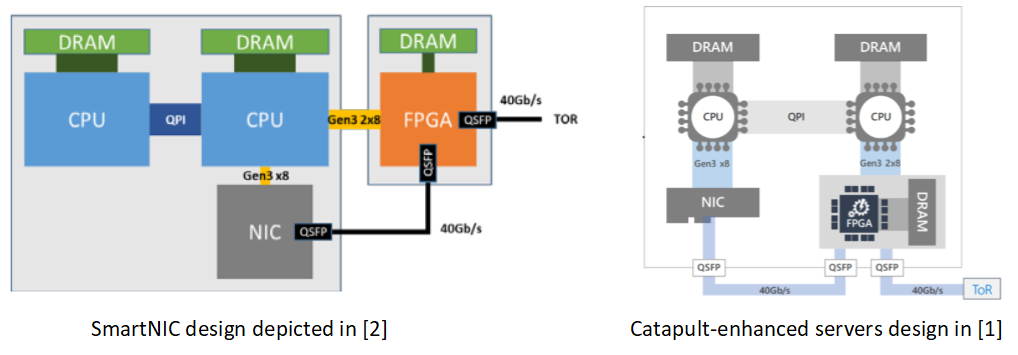 DRAM
DRAM
DRAM
CPU
QPI
CPU
Gen3 2x8
FPGA
QSFP
40Gb/s
TOR
QSFP
Gen3 x8
NIC
QSFP
40Gb/s
SmartNIC design depicted in [2]
DRAM
DRAM
CPU
QPI
CPU
Gen3 x8
Gen3 2x8
NIC
FPGA
DRAM
QSFP
QSFP
QSFP
40Gb/s
40Gb/s
ToR
Catapult-enhanced servers design in [1]